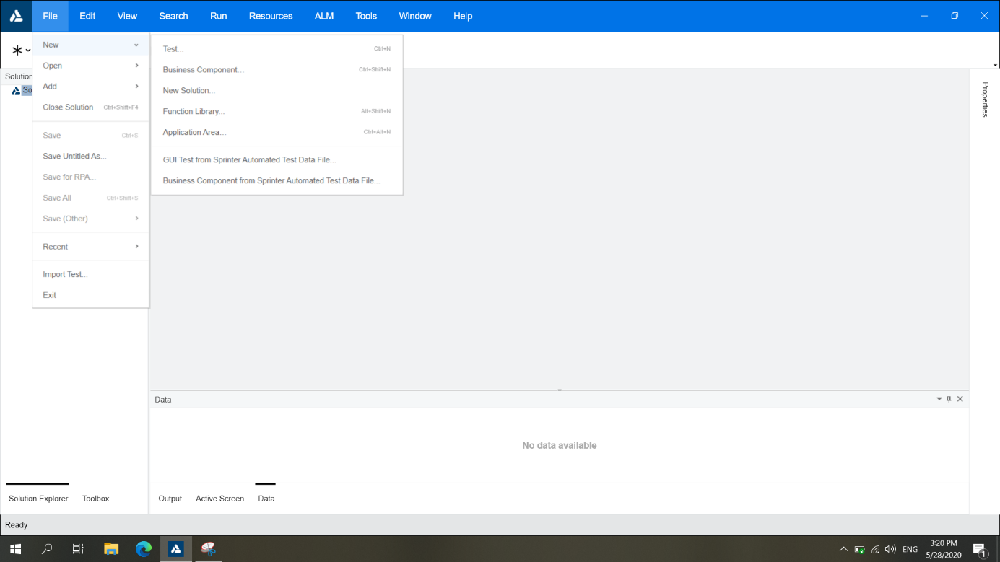 File Edit View Search Run Resources ALM Tools Window Help
New
Open
Add
Close Solution Ctrl+Shift+F4
Save Ctrl+S
Save Untitled As...
Save for RPA...
Save All Ctrl+Shift+S
Save (Other)
Recent
Import Test...
Exit
Test... Ctrl+N
Business Component... Ctrl+Shift+N
New Solution...
Function Library... Alt+Shift+N
Application Area... Ctrl+Alt+N
GUI Test from Sprinter Automated Test Data File...
Business Component from Sprinter Automated Test Data File...
Solution
So
Properties
Data
No data available
Solution Explorer Toolbox
Output Active Screen Data
Ready
ENG
3:20 PM
5/28/2020
1